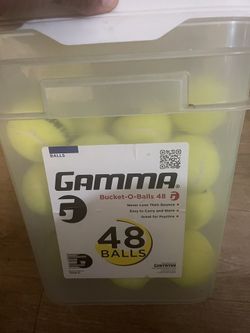 BALLS
GAMMA®
Bucket-O-Balls 48
Never Lose Their Bounce
Easy to Carry and Store
Great for Practice
48
BALLS